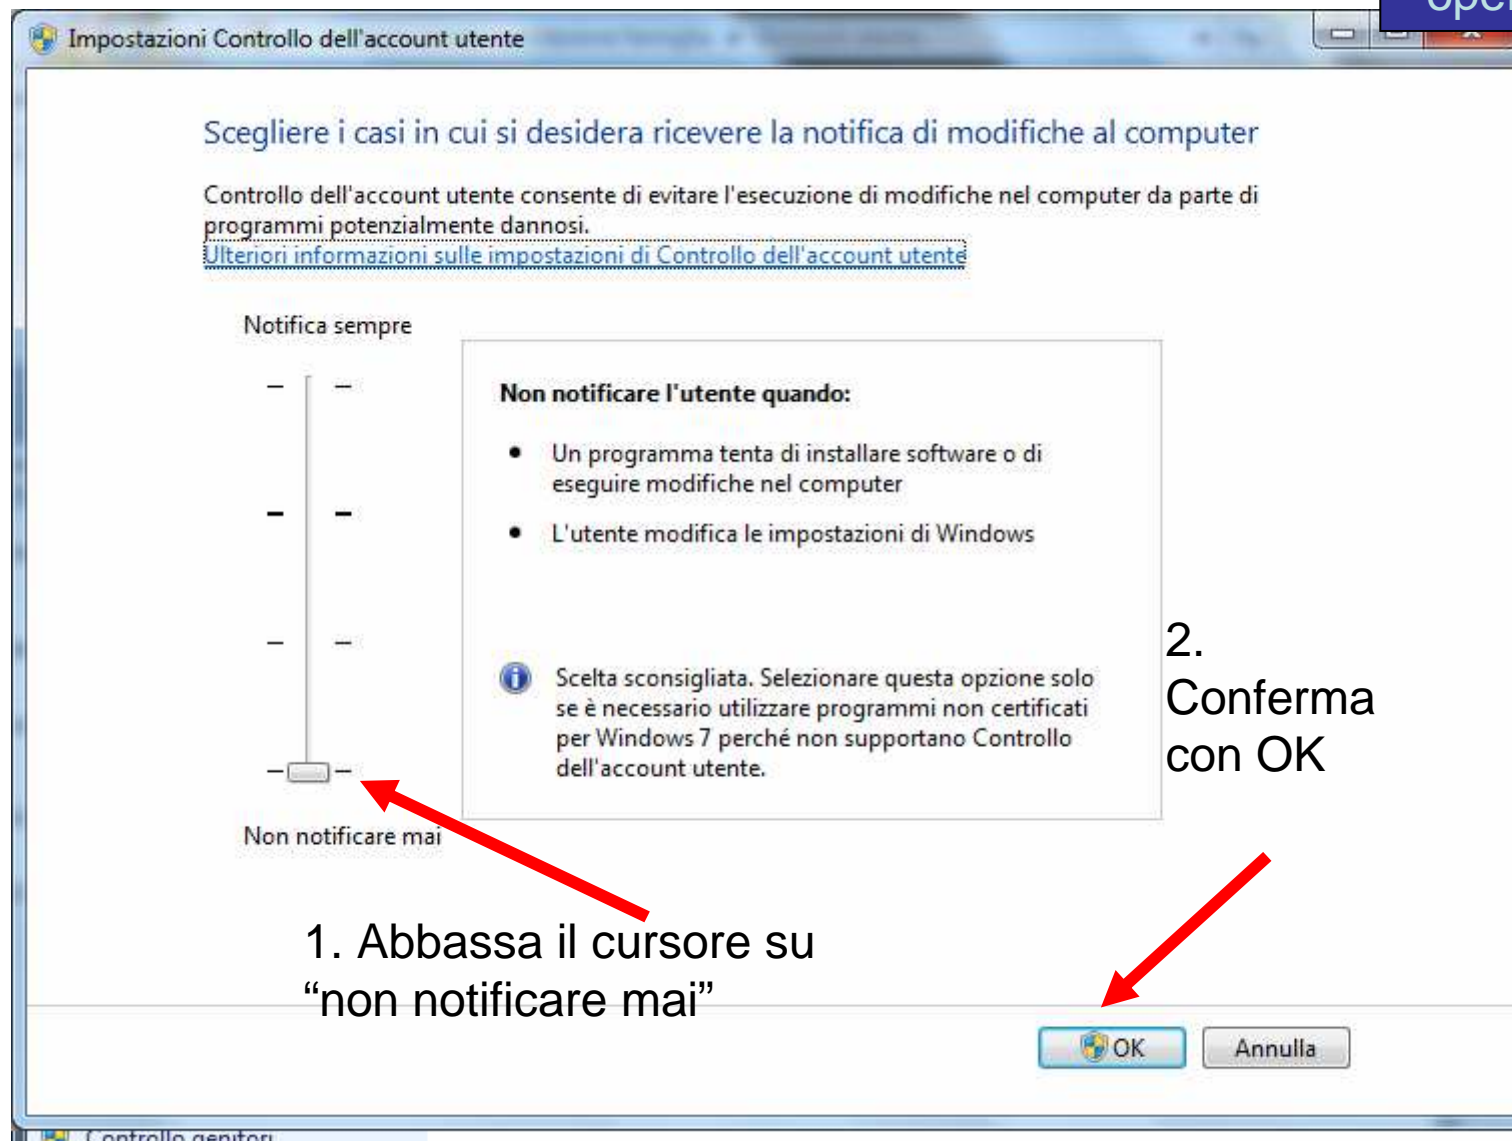 Impostazioni Controllo dell'account utente
Scegliere i casi in cui si desidera ricevere la notifica di modifiche al computer
Controllo dell'account utente consente di evitare l'esecuzione di modifiche nel computer da parte di
programmi potenzialmente dannosi.
Ulteriori informazioni sulle impostazioni di Controllo dell'account utente
Notifica sempre
Non notificare l'utente quando:
• Un programma tenta di installare software o di
eseguire modifiche nel computer
• L'utente modifica le impostazioni di Windows
Scelta sconsigliata. Selezionare questa opzione solo
se è necessario utilizzare programmi non certificati
per Windows 7 perché non supportano Controllo
dell'account utente.
Non notificare mai
2.
Conferma
con OK
1. Abbassa il cursore su
“non notificare mai”
OK
Annulla
Controllo genitori